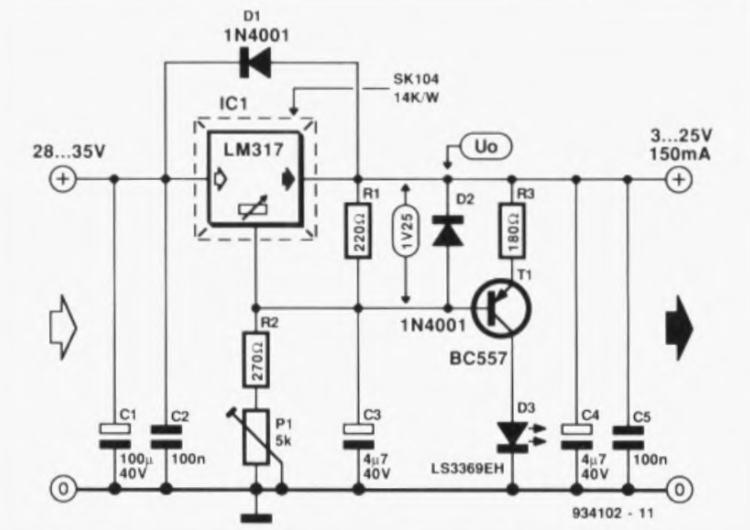 D1
1N4001
SK104
14K/W
IC1
LM317
28...35V
+
Uo
3...25V
150mA
+
R1
220Ω
1V25
D2
R3
180Ω
T1
1N4001
BC557
R2
270Ω
P1
5k
C1
100µ
40V
C2
100n
C3
4µ7
40V
D3
LS3369EH
C4
4µ7
40V
C5
100n
0
0
934102 - 11